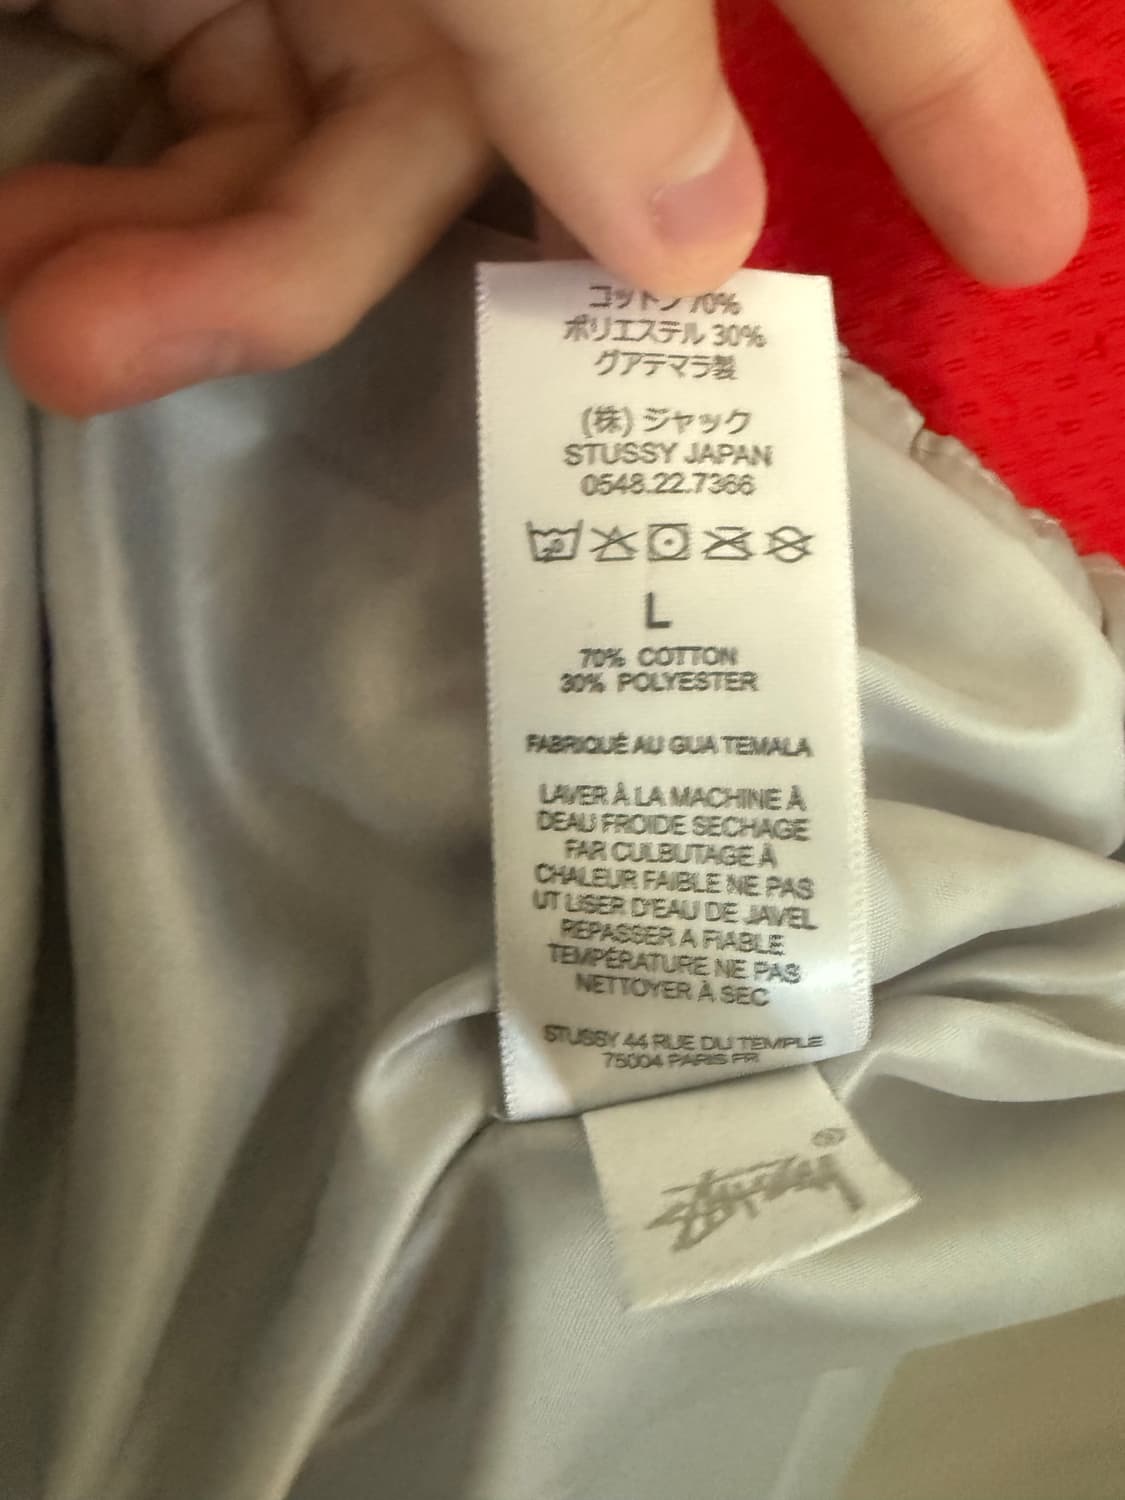 コットン 70%
ポリエステル 30%
グアテマラ製
(株) ジャック
STUSSY JAPAN
0548.22.7366
L
70% COTTON
30% POLYESTER
FABRIQUÉ AU GUA TEMALA
LAVER À LA MACHINE À
DEAU FROIDE SECHAGE
FAR CULBUTAGE À
CHALEUR FAIBLE NE PAS
UT LISER D'EAU DE JAVEL
REPASSER A FIABLE
TEMPÉRATURE NE PAS
NETTOYER À SEC
STUSSY 44 RUE DU TEMPLE
75004 PARIS FR
Stüssy